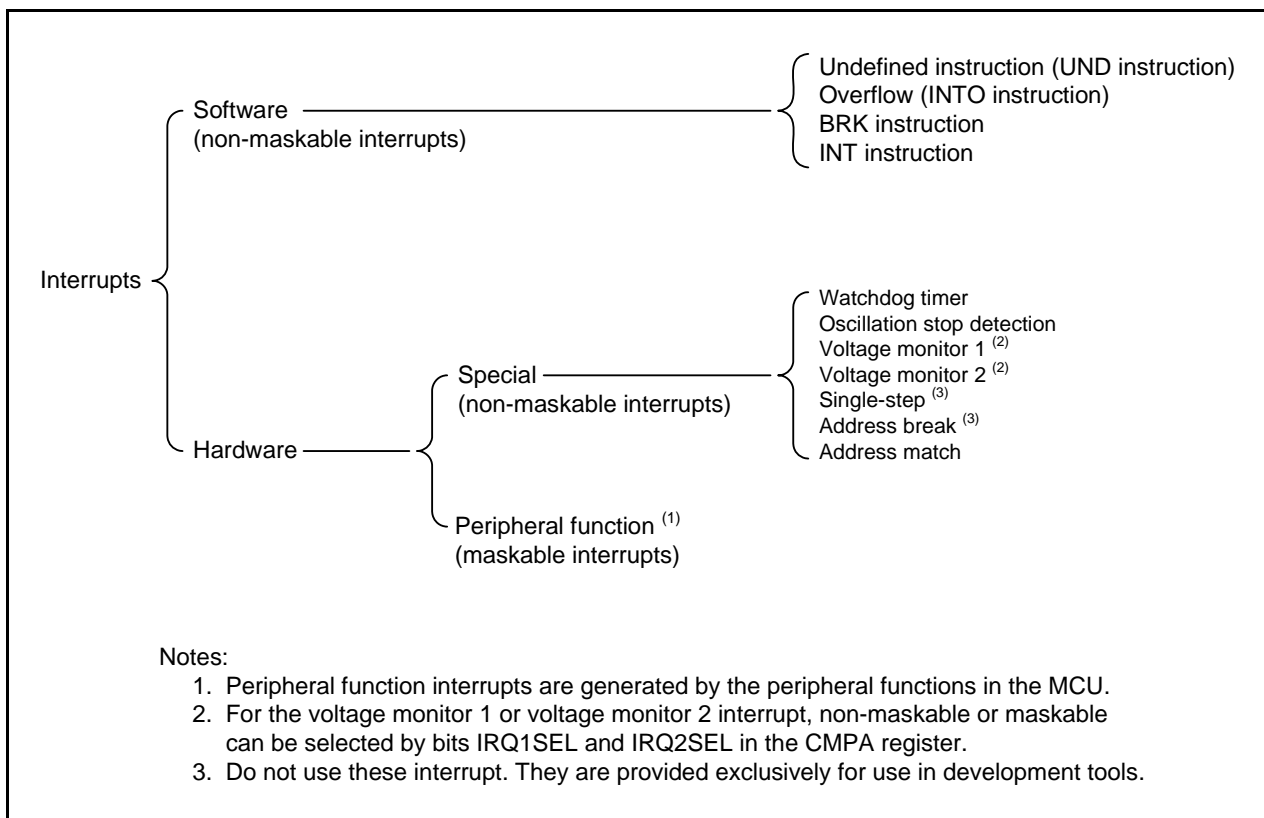 Undefined instruction (UND instruction)
Overflow (INTO instruction)
BRK instruction
INT instruction
Software
(non-maskable interrupts)
Interrupts
Watchdog timer
Oscillation stop detection
Voltage monitor 1 (2)
Voltage monitor 2 (2)
Single-step (3)
Address break (3)
Address match
Special
(non-maskable interrupts)
Hardware
Peripheral function (1)
(maskable interrupts)
Notes:
1. Peripheral function interrupts are generated by the peripheral functions in the MCU.
2. For the voltage monitor 1 or voltage monitor 2 interrupt, non-maskable or maskable
can be selected by bits IRQ1SEL and IRQ2SEL in the CMPA register.
3. Do not use these interrupt. They are provided exclusively for use in development tools.